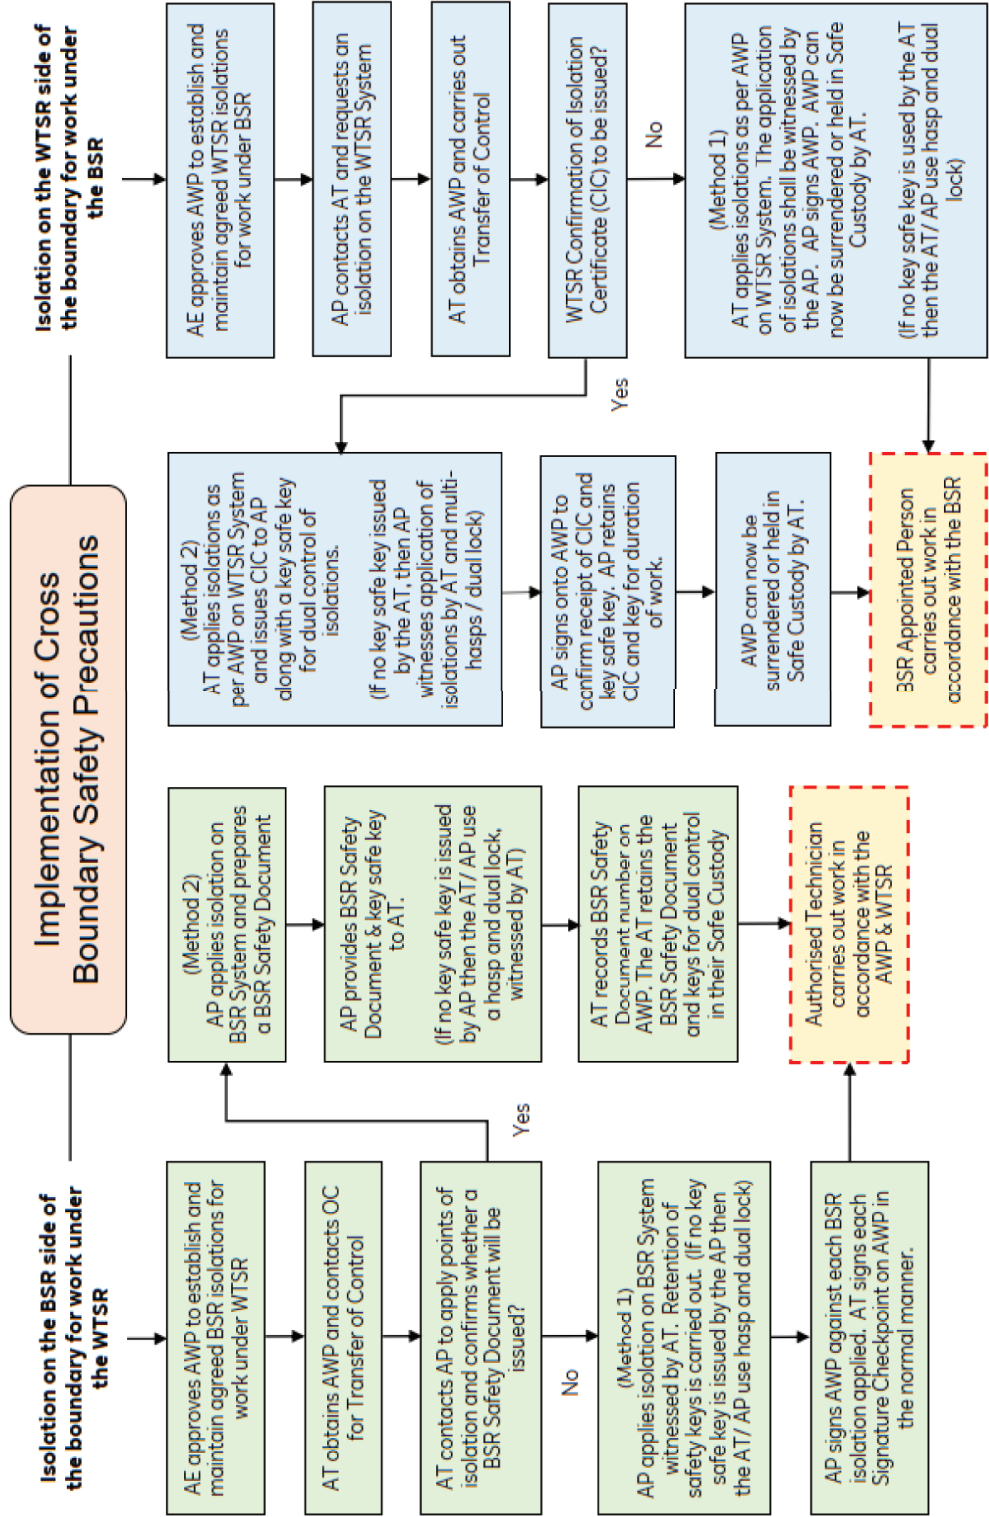 Implementation of Cross
Boundary Safety Precautions
Isolation on the BSR side of
the boundary for work under
the WTSR
AE approves AWP to establish and
maintain agreed BSR isolations for
work under WTSR
AT obtains AWP and contacts OC
for Transfer of Control
AT contacts AP to apply points of
isolation and confirms whether a
BSR Safety Document will be
issued?
Yes
No
(Method 1)
AP applies isolation on BSR System
witnessed by AT. Retention of
safety keys is carried out. (If no key
safe key is issued by the AP then
the AT/ AP use hasp and dual lock)
AP signs AWP against each BSR
isolation applied. AT signs each
Signature Checkpoint on AWP in
the normal manner.
(Method 2)
AP applies isolation on
BSR System and prepares
a BSR Safety Document
AP provides BSR Safety
Document & key safe key
to AT.
(If no key safe key is issued
by AP then the AT/ AP use
a hasp and dual lock,
witnessed by AT)
AT records BSR Safety
Document number on
AWP. The AT retains the
BSR Safety Document
and keys for dual control
in their Safe Custody
Authorised Technician
carries out work in
accordance with the
AWP & WTSR
Isolation on the WTSR side of
the boundary for work under
the BSR
AE approves AWP to establish and
maintain agreed WTSR isolations
for work under BSR
AP contacts AT and requests an
isolation on the WTSR System
AT obtains AWP and carries out
Transfer of Control
WTSR Confirmation of Isolation
Certificate (CIC) to be issued?
Yes
No
(Method 1)
AT applies isolations as per AWP
on WTSR System. The application
of isolations shall be witnessed by
the AP. AP signs AWP. AWP can
now be surrendered or held in Safe
Custody by AT.
(If no key safe key is used by the AT
then the AT/ AP use hasp and dual
lock)
(Method 2)
AT applies isolations as
per AWP on WTSR System
and issues CIC to AP
along with a key safe key
for dual control of
isolations.
(If no key safe key issued
by the AT, then AP
witnesses application of
isolations by AT and multi-
hasps / dual lock)
AP signs onto AWP to
confirm receipt of CIC and
key safe key. AP retains
CIC and key for duration
of work.
AWP can now be
surrendered or held in
Safe Custody by AT.
BSR Appointed Person
carries out work in
accordance with the BSR